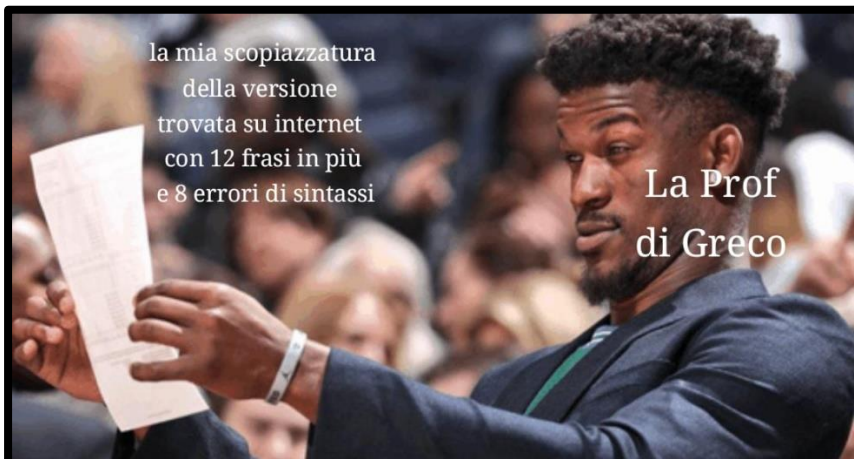 la mia scopiazzatura
della versione
trovata su internet
con 12 frasi in più
e 8 errori di sintassi
La Prof
di Greco